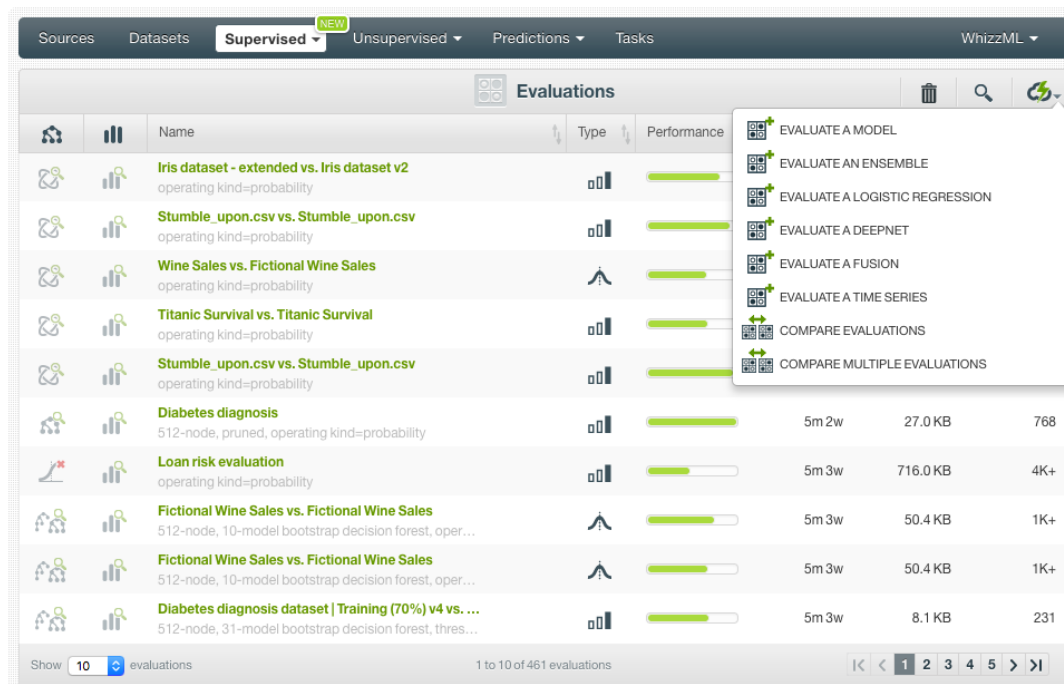 NEW
Sources Datasets Supervised Unsupervised Predictions Tasks WhizzML
Evaluations
Name Type Performance
EVALUATE A MODEL
EVALUATE AN ENSEMBLE
EVALUATE A LOGISTIC REGRESSION
EVALUATE A DEEPNET
EVALUATE A FUSION
EVALUATE A TIME SERIES
COMPARE EVALUATIONS
COMPARE MULTIPLE EVALUATIONS
Iris dataset - extended vs. Iris dataset v2
operating kind=probability
Stumble_upon.csv vs. Stumble_upon.csv
operating kind=probability
Wine Sales vs. Fictional Wine Sales
operating kind=probability
Titanic Survival vs. Titanic Survival
operating kind=probability
Stumble_upon.csv vs. Stumble_upon.csv
operating kind=probability
Diabetes diagnosis
512-node, pruned, operating kind=probability
5m 2w 27.0 KB 768
Loan risk evaluation
operating kind=probability
5m 3w 716.0 KB 4K+
Fictional Wine Sales vs. Fictional Wine Sales
512-node, 10-model bootstrap decision forest, oper...
5m 3w 50.4 KB 1K+
Fictional Wine Sales vs. Fictional Wine Sales
512-node, 10-model bootstrap decision forest, oper...
5m 3w 50.4 KB 1K+
Diabetes diagnosis dataset | Training (70%) v4 vs. ...
512-node, 31-model bootstrap decision forest, thres...
5m 3w 8.1 KB 231
Show 10 evaluations 1 to 10 of 461 evaluations 1 2 3 4 5